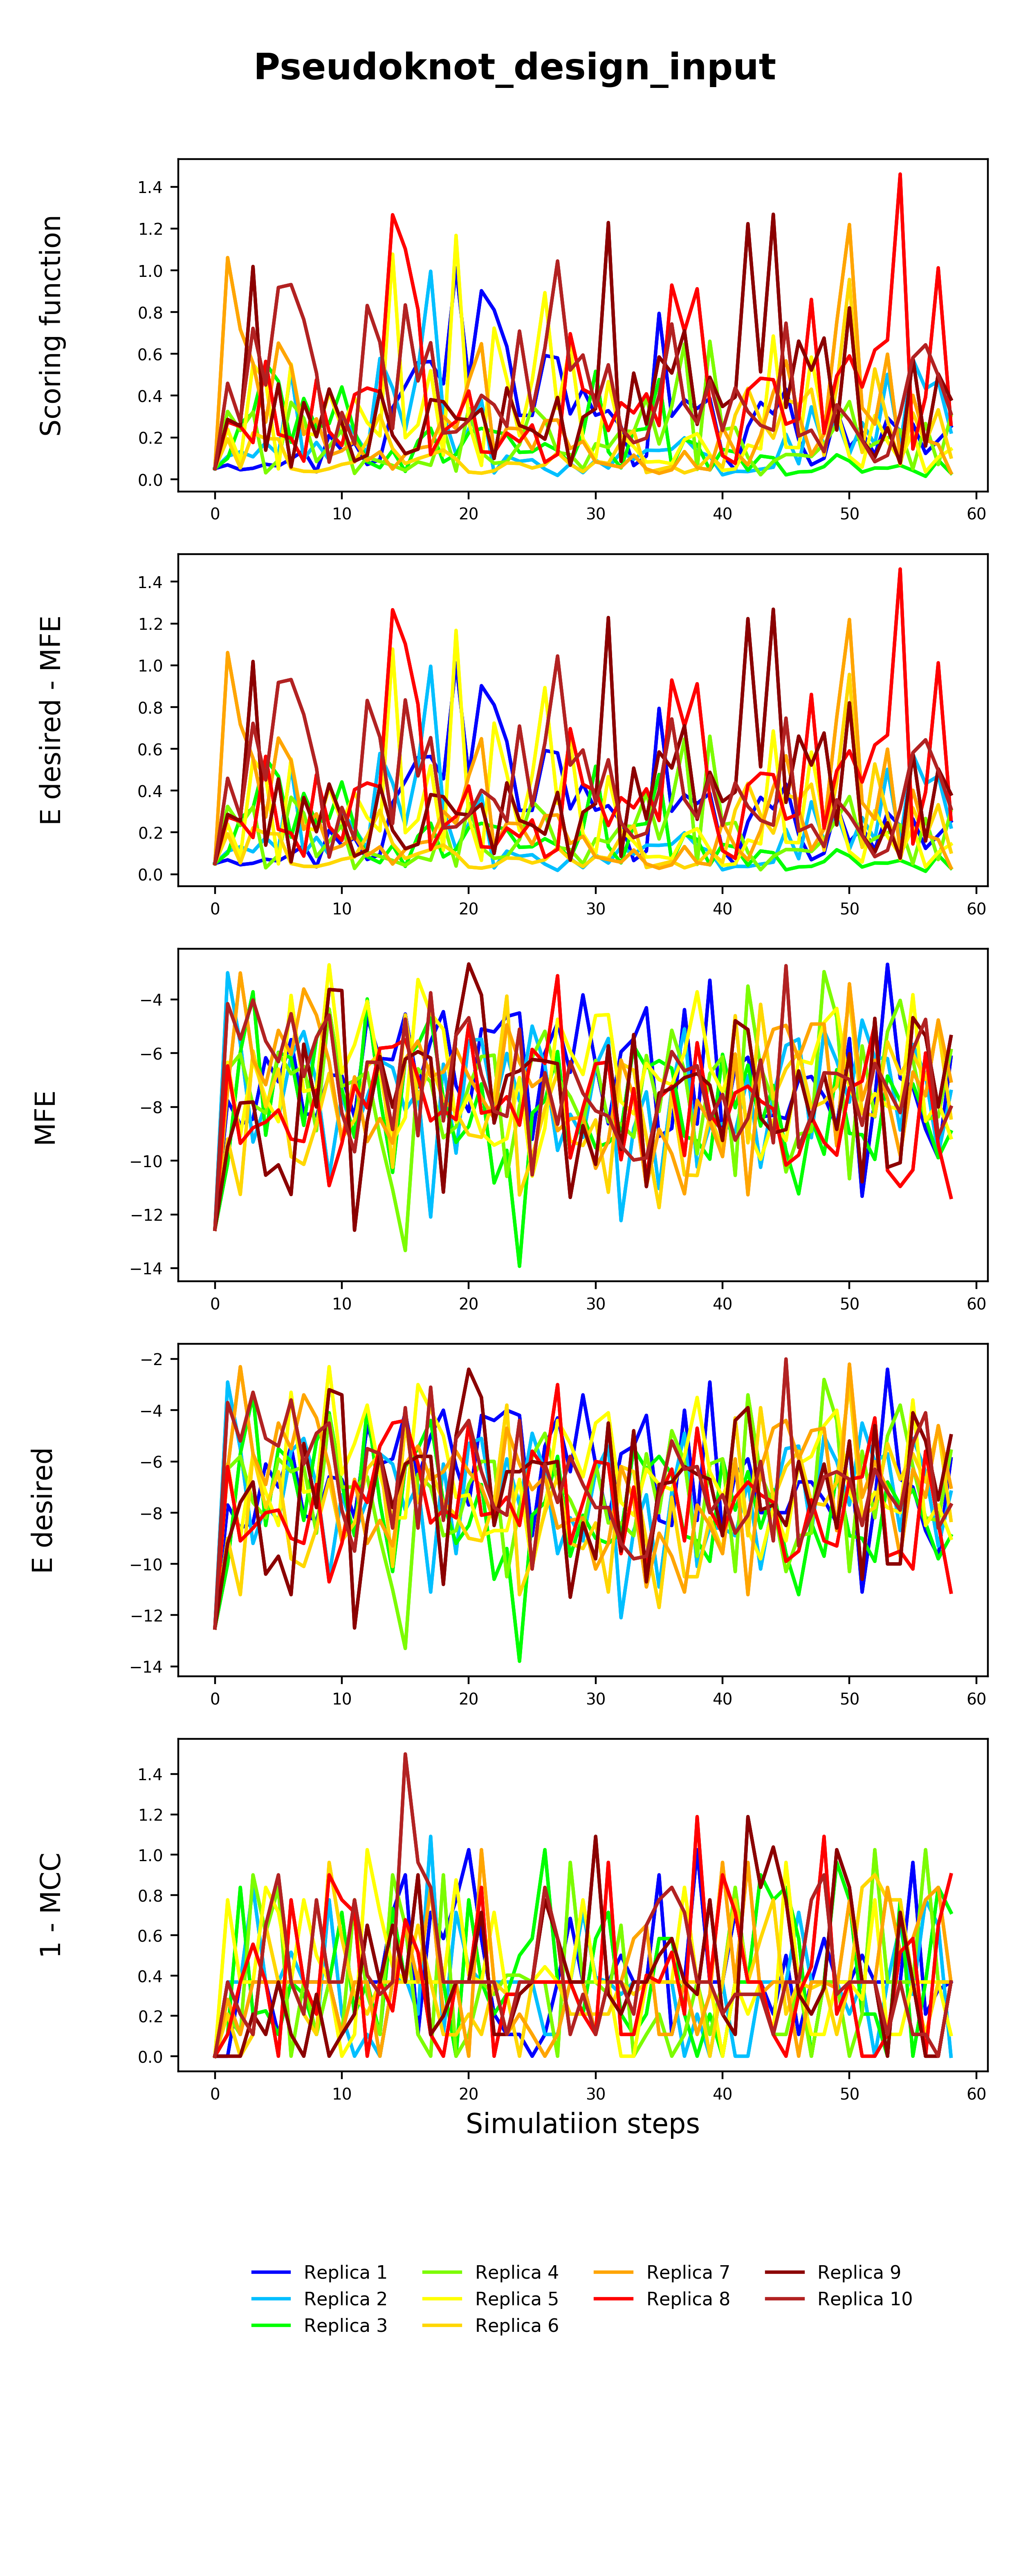 Pseudoknot_design_input
Scoring function
1.4
1.2
1.0
0.8
0.6
0.4
0.2
0.0
0 10 20 30 40 50 60
E desired - MFE
1.4
1.2
1.0
0.8
0.6
0.4
0.2
0.0
0 10 20 30 40 50 60
MFE
−4
−6
−8
−10
−12
−14
0 10 20 30 40 50 60
E desired
−2
−4
−6
−8
−10
−12
−14
0 10 20 30 40 50 60
1 - MCC
1.4
1.2
1.0
0.8
0.6
0.4
0.2
0.0
0 10 20 30 40 50 60
Simulatiion steps
Replica 1 Replica 4 Replica 7 Replica 9
Replica 2 Replica 5 Replica 8 Replica 10
Replica 3 Replica 6